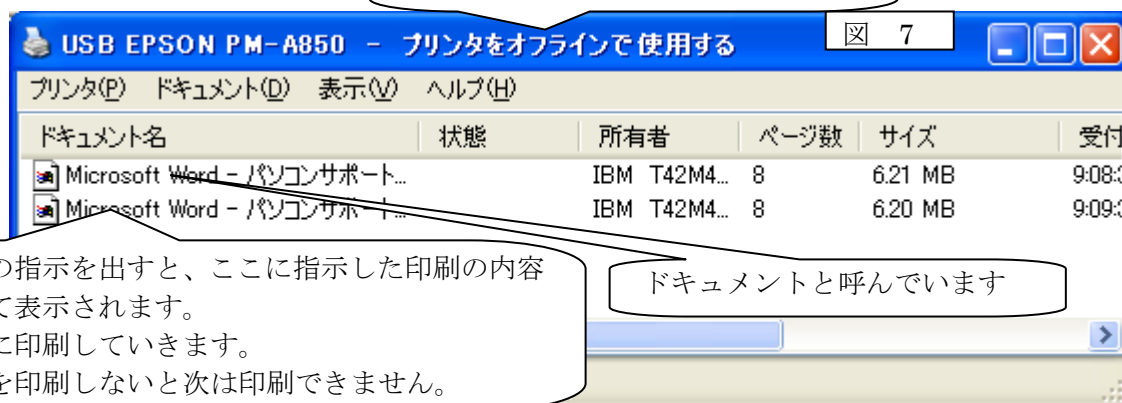 USB EPSON PM-A850 - プリンタをオフラインで使用する
図 7
プリンタ(P) ドキュメント(D) 表示(V) ヘルプ(H)
ドキュメント名 状態 所有者 ページ数 サイズ 受付
Microsoft Word - パソコンサポート... IBM T42M4... 8 6.21 MB 9:08:
Microsoft Word - パソコンサポート... IBM T42M4... 8 6.20 MB 9:09:
の指示を出すと、ここに指示した印刷の内容
て表示されます。
に印刷していきます。
を印刷しないと次は印刷できません。
ドキュメントと呼んでいます